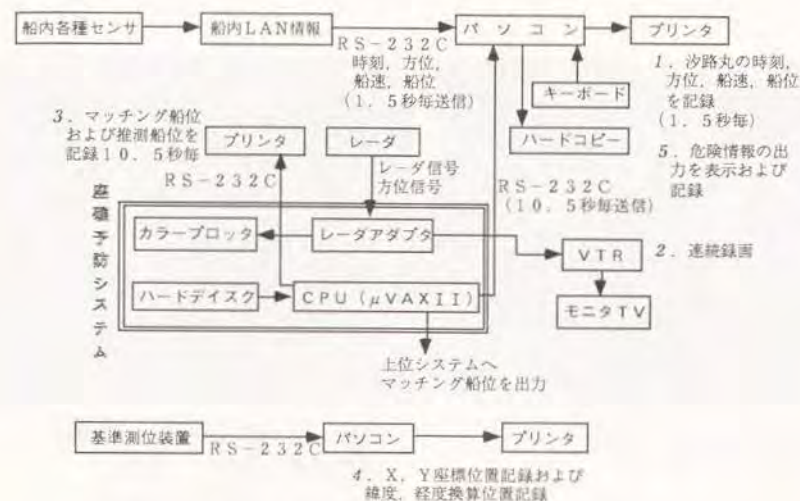 船内各種センサ
船内LAN情報
パソコン
プリンタ
RS-232C
時刻,方位,
船速,船位
(1.5秒毎送信)
キーボード
ハードコピー
1.汐路丸の時刻,
方位,船速,船位
を記録
(1.5秒毎)
5.危険情報の出
力を表示および
記録
3.マッチング船位
および推測船位を
記録10.5秒毎
プリンタ
レーダ
RS-232C
レーダ信号
方位信号
RS-232C
(10.5秒毎送信)
座礁予防システム
カラープロッタ
レーダアダプタ
ハードデイスク
CPU(μVAXII)
VTR
2.連続録画
モニタTV
上位システムへ
マッチング船位を出力
基準測位装置
RS-232C
パソコン
プリンタ
4.X,Y座標位置記録および
緯度,経度換算位置記録